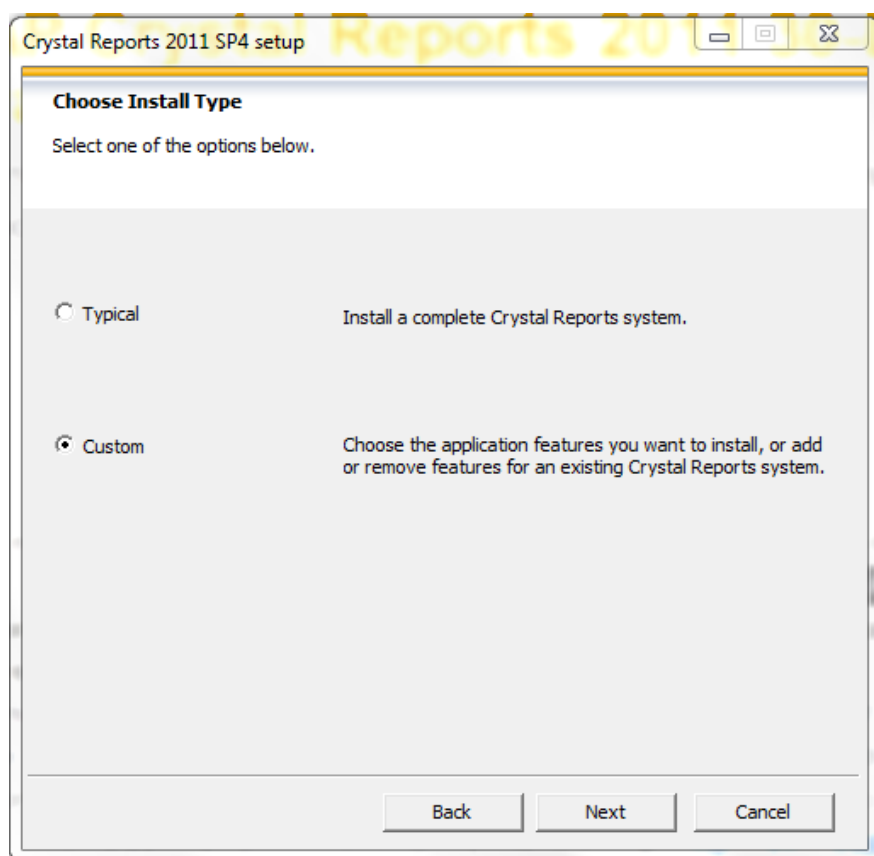 Crystal Reports 2011 SP4 setup
Choose Install Type
Select one of the options below.
Typical
Install a complete Crystal Reports system.
Custom
Choose the application features you want to install, or add
or remove features for an existing Crystal Reports system.
Back
Next
Cancel